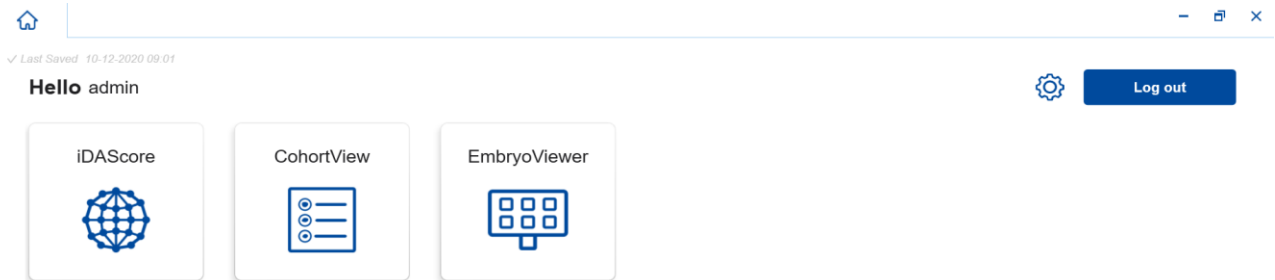 Last Saved 10-12-2020 09:01
Hello admin
Log out
iDAScore
CohortView
EmbryoViewer